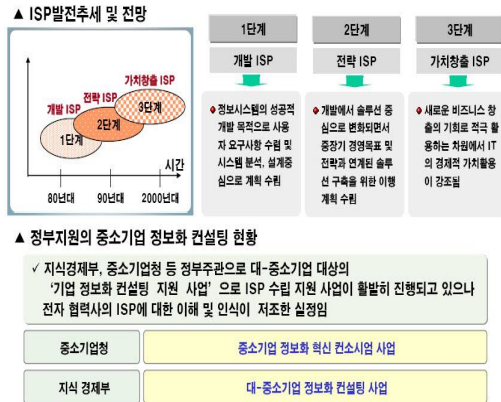 ▲ ISP발전추세 및 전망
개발 ISP
전략 ISP
가치창출 ISP
1단계
2단계
3단계
시간
80년대
90년대
2000년대
1단계
개발 ISP
정보시스템의 성공적
개발 목적으로 사용
자 요구사항 수렴 및
시스템 분석, 설계중
심으로 계획 수립
2단계
전략 ISP
개발에서 솔루션 중
심으로 변화되면서
중장기 경영목표 및
전략과 연계된 솔루
션 구축을 위한 이행
계획 수립
3단계
가치창출 ISP
새로운 비즈니스 창
출의 기회로 적극 활
용하는 차원에서 IT
의 경제적 가치활용
이 강조됨
▲ 정부지원의 중소기업 정보화 컨설팅 현황
✓ 지식경제부, 중소기업청 등 정부주관으로 대-중소기업 대상의
‘기업 정보화 컨설팅 지원 사업’ 으로 ISP 수립 지원 사업이 활발히 진행되고 있으나
전자 협력사의 ISP에 대한 이해 및 인식이 저조한 실정임
중소기업청
중소기업 정보화 혁신 컨소시엄 사업
지식 경제부
대-중소기업 정보화 컨설팅 사업